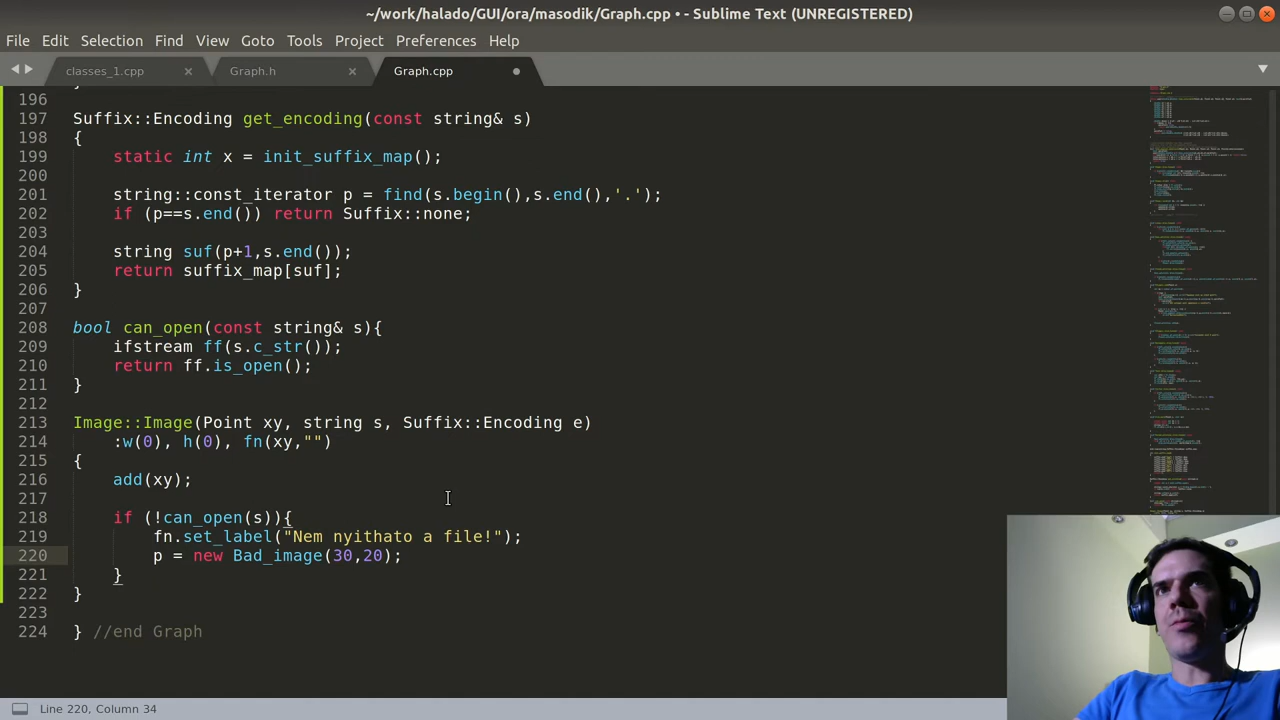 ~/work/halado/GUI/ora/masodik/Graph.cpp • - Sublime Text (UNREGISTERED)
File Edit Selection Find View Goto Tools Project Preferences Help
classes_1.cpp × Graph.h × Graph.cpp
196
197 Suffix::Encoding get_encoding(const string& s)
198 {
199 static int x = init_suffix_map();
200
201 string::const_iterator p = find(s.begin(),s.end(),'.');
202 if (p==s.end()) return Suffix::none;
203
204 string suf(p+1,s.end());
205 return suffix_map[suf];
206 }
207
208 bool can_open(const string& s){
209 ifstream ff(s.c_str());
210 return ff.is_open();
211 }
212
213 Image::Image(Point xy, string s, Suffix::Encoding e)
214 :w(0), h(0), fn(xy,"")
215 {
216 add(xy);
217
218 if (!can_open(s)){
219 fn.set_label("Nem nyithato a file!");
220 p = new Bad_image(30,20);
221 }
222 }
223
224 } //end Graph
Line 220, Column 34